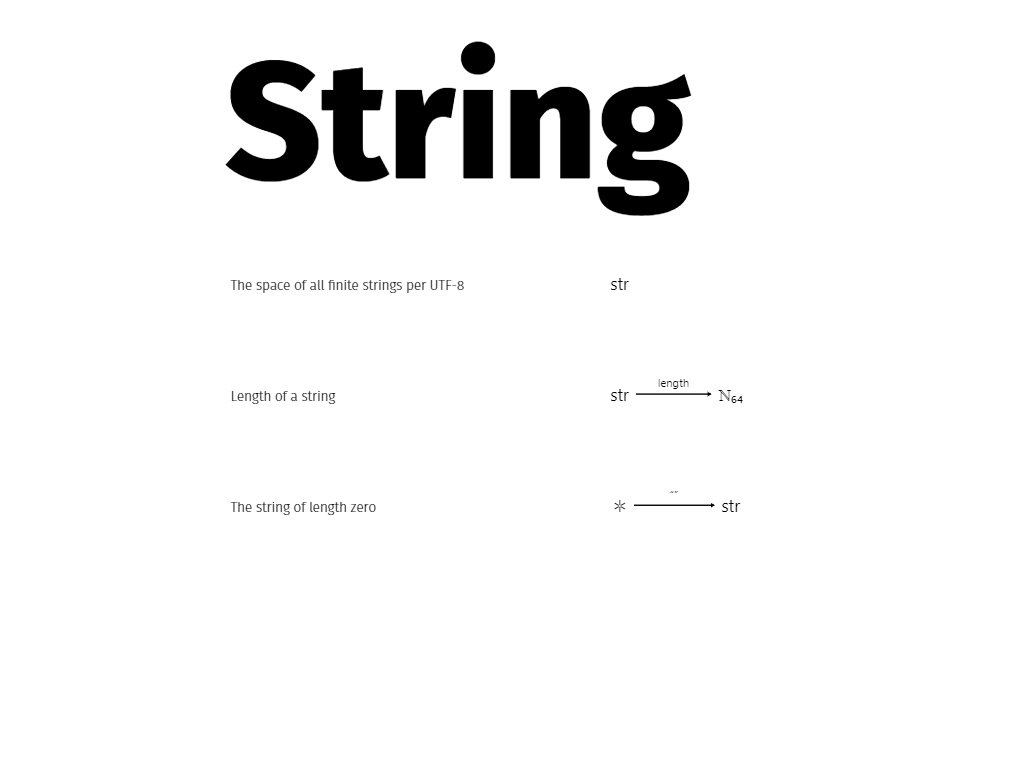 String
The space of all finite strings per UTF-8 str
length
Length of a string str ⟶ ℕ₆₄
""
The string of length zero ∗ ⟶ str